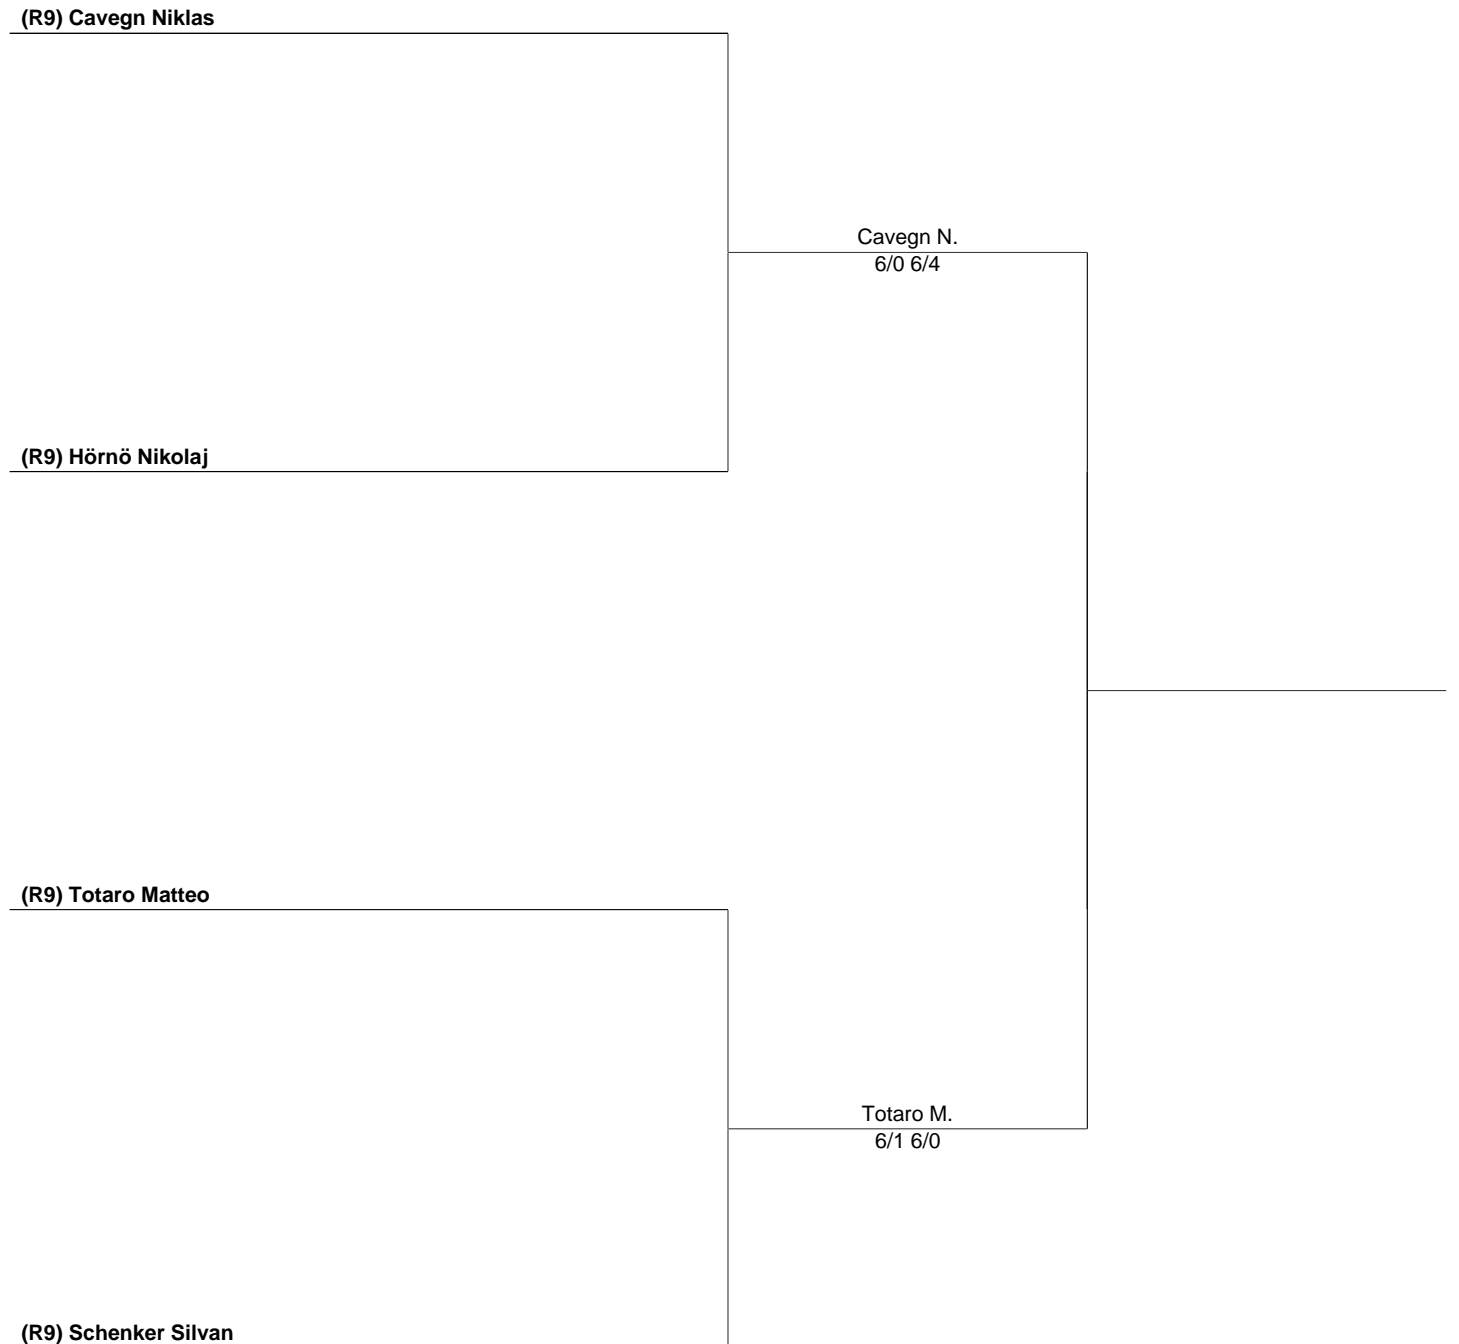 (R9) Cavegn Niklas
Cavegn N.
6/0 6/4
(R9) Hörnö Nikolaj
(R9) Totaro Matteo
Totaro M.
6/1 6/0
(R9) Schenker Silvan